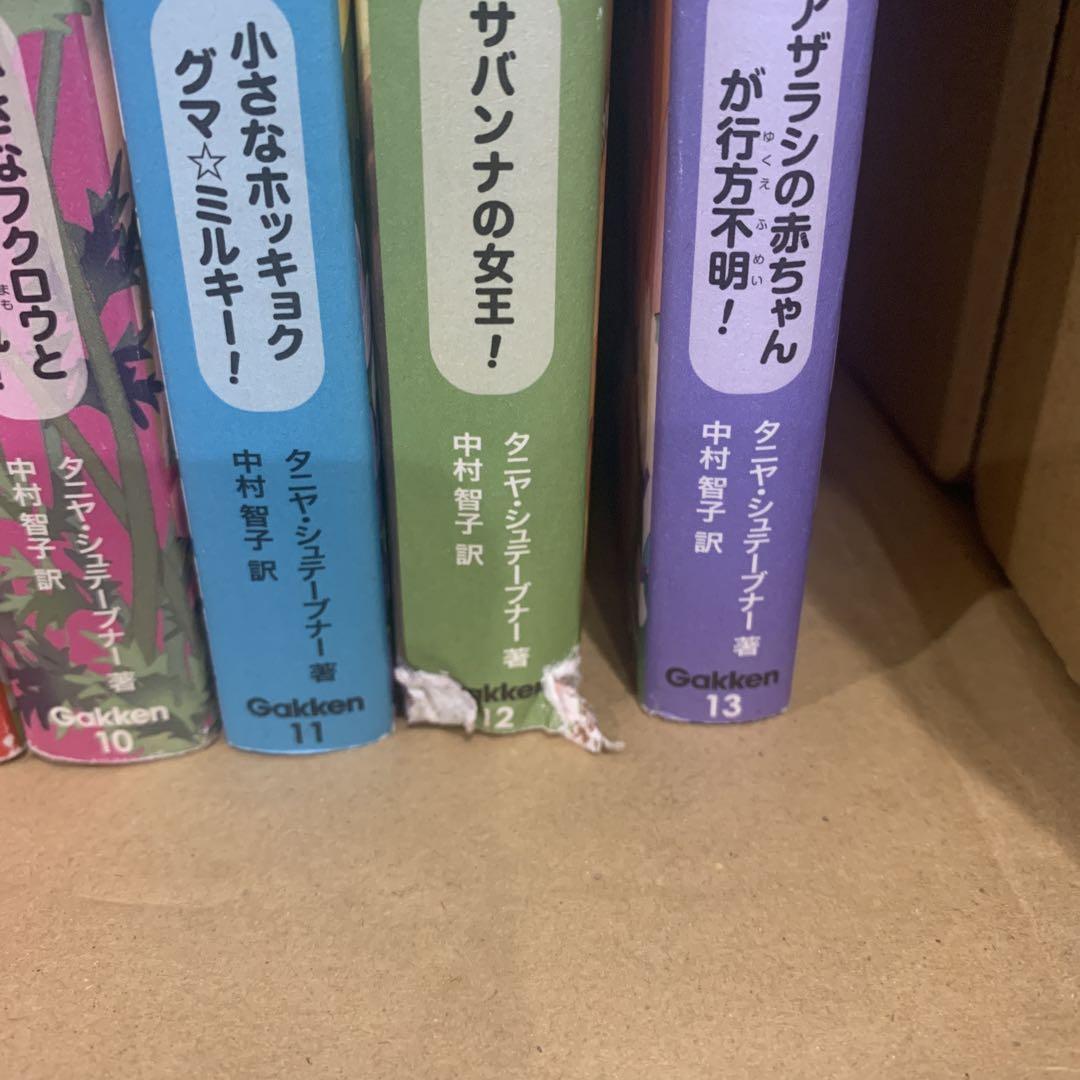 さなフクロウと
まも
タニヤ・シュテーブナー 著
中村智子 訳
Gakken
10
小さなホッキョク
グマ☆ミルキー！
タニヤ・シュテーブナー 著
中村智子 訳
Gakken
11
サバンナの女王！
タニヤ・シュテーブナー 著
中村智子 訳
akken
12
アザラシの赤ちゃん
が行方不明！
ゆくえ ふ めい
タニヤ・シュテーブナー 著
中村智子 訳
Gakken
13